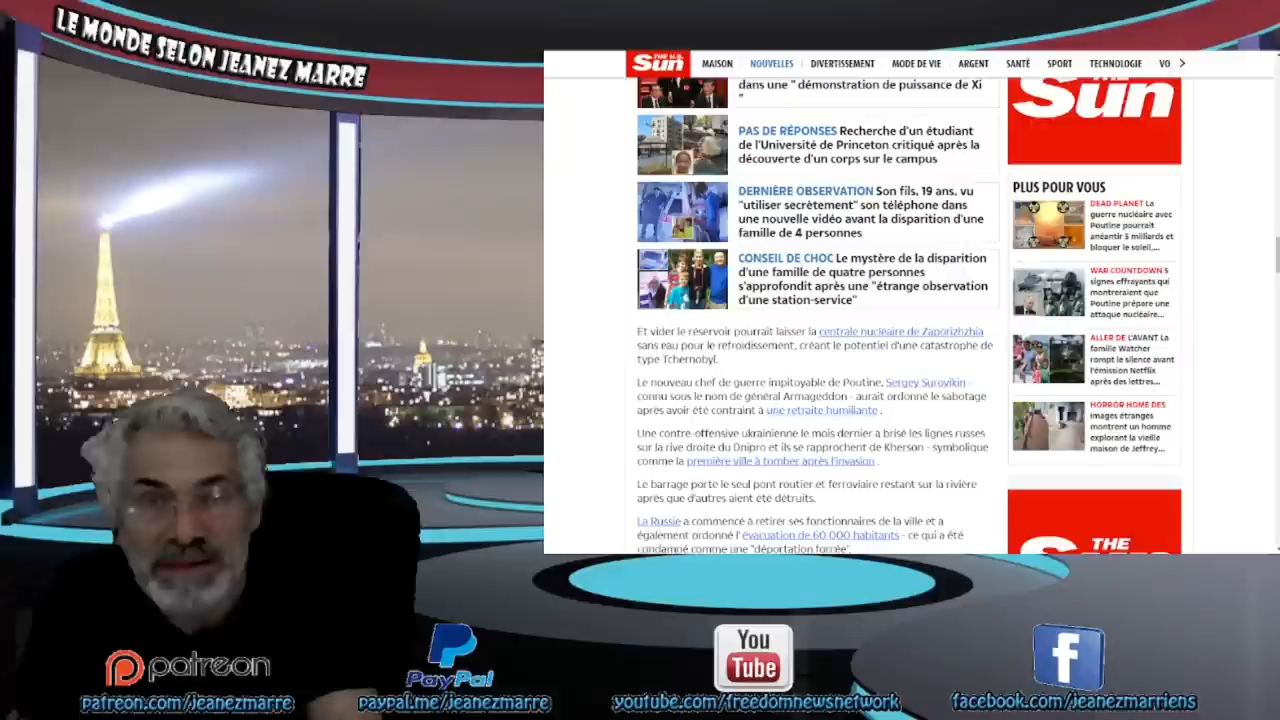 LE MONDE SELON JEANEZ MARRE
THE U.S.
Sun
MAISON NOUVELLES DIVERTISSEMENT MODE DE VIE ARGENT SANTÉ SPORT TECHNOLOGIE VO
dans une " démonstration de puissance de Xi
"
PAS DE RÉPONSES Recherche d'un étudiant
de l'Université de Princeton critiqué après la
découverte d'un corps sur le campus
DERNIÈRE OBSERVATION Son fils, 19 ans, vu
"utiliser secrètement" son téléphone dans
une nouvelle vidéo avant la disparition d'une
famille de 4 personnes
CONSEIL DE CHOC Le mystère de la disparition
d'une famille de quatre personnes
s'approfondit après une "étrange observation
d'une station-service"
Et vider le réservoir pourrait laisser la centrale nucléaire de Zaporizhzhia
sans eau pour le refroidissement, créant le potentiel d'une catastrophe de
type Tchernobyl.
Le nouveau chef de guerre impitoyable de Poutine, Sergey Surovikin -
connu sous le nom de général Armageddon - aurait ordonné le sabotage
après avoir été contraint à une retraite humiliante .
Une contre-offensive ukrainienne le mois dernier a brisé les lignes russes
sur la rive droite du Dnipro et ils se rapprochent de Kherson - symbolique
comme la première ville à tomber après l'invasion .
Le barrage porte le seul pont routier et ferroviaire restant sur la rivière
après que d'autres aient été détruits.
La Russie a commencé à retirer ses fonctionnaires de la ville et a
également ordonné l' évacuation de 60 000 habitants - ce qui a été
condamné comme une "déportation forcée".
THE
Sun
PLUS POUR VOUS
DEAD PLANET La
guerre nucléaire avec
Poutine pourrait
anéantir 5 milliards et
bloquer le soleil,...
WAR COUNTDOWN 5
signes effrayants qui
montreraient que
Poutine prépare une
attaque nucléaire...
ALLER DE L'AVANT La
famille Watcher
rompt le silence avant
l'émission Netflix
après des lettres...
HORROR HOME DES
images étranges
montrent un homme
explorant la vieille
maison de Jeffrey...
THE
patreon
PayPal
You
Tube
f
patreon.com/jeanezmarre
paypal.me/jeanezmarre
youtube.com/freedomnewsnetwork
facebook.com/jeanezmarriens